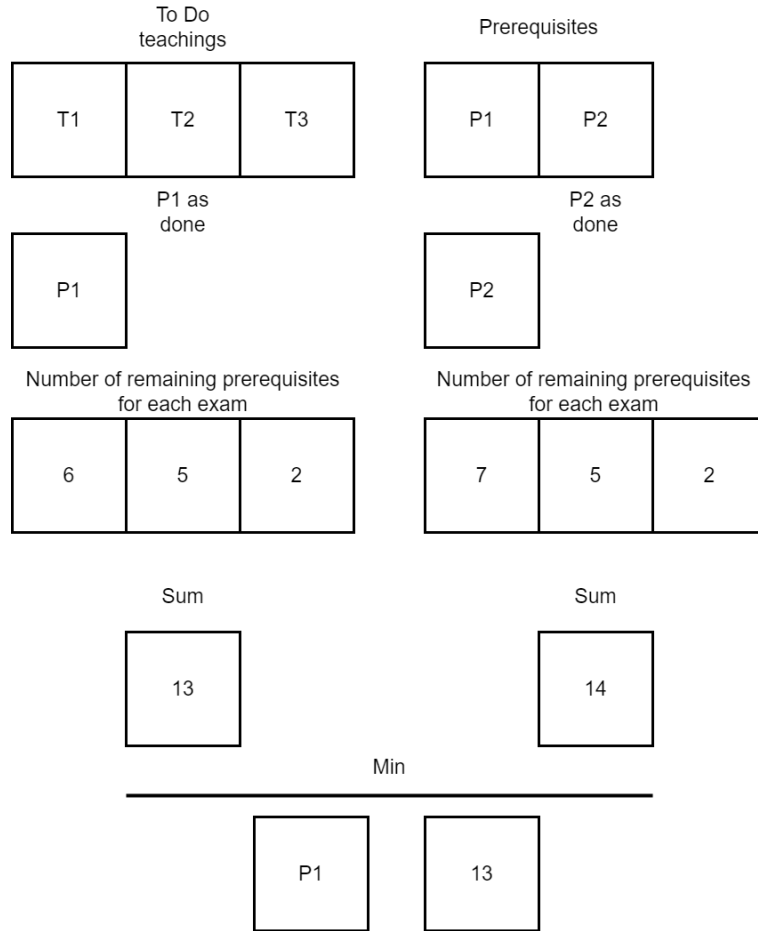 To Do
teachings
Prerequisites
T1 T2 T3
P1 P2
P1 as
done
P2 as
done
P1
P2
Number of remaining prerequisites
for each exam
Number of remaining prerequisites
for each exam
6 5 2
7 5 2
Sum
Sum
13
14
Min
P1
13